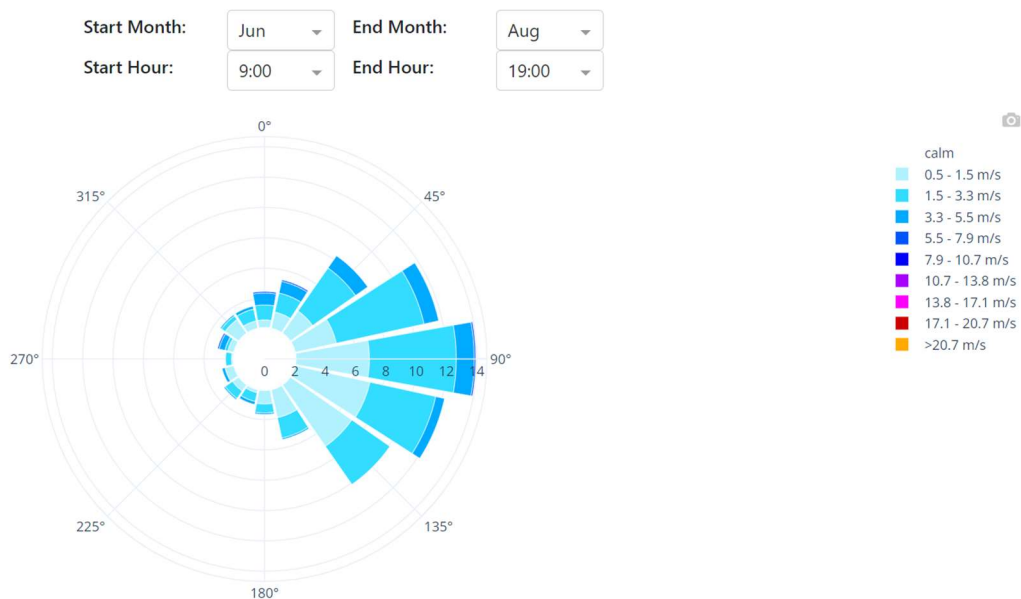 Start Month: Jun End Month: Aug
Start Hour: 9:00 End Hour: 19:00
0°
calm
0.5 - 1.5 m/s
315° 45°
1.5 - 3.3 m/s
3.3 - 5.5 m/s
5.5 - 7.9 m/s
7.9 - 10.7 m/s
10.7 - 13.8 m/s
13.8 - 17.1 m/s
17.1 - 20.7 m/s
>20.7 m/s
270° 90°
0 2 4 6 8 10 12 14
225° 135°
180°